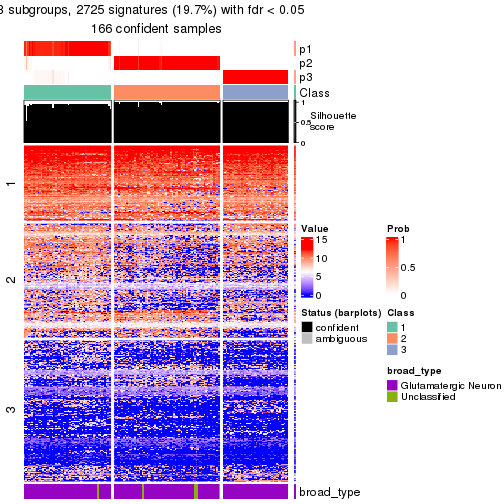 3 subgroups, 2725 signatures (19.7%) with fdr < 0.05
166 confident samples
p1
p2
p3
Class
1
0.5
0
Silhouette
score
1
2
3
Value
15
10
5
0
Prob
1
0.5
0
Status (barplots)
confident
ambiguous
Class
1
2
3
broad_type
Glutamatergic Neuron
Unclassified
broad_type